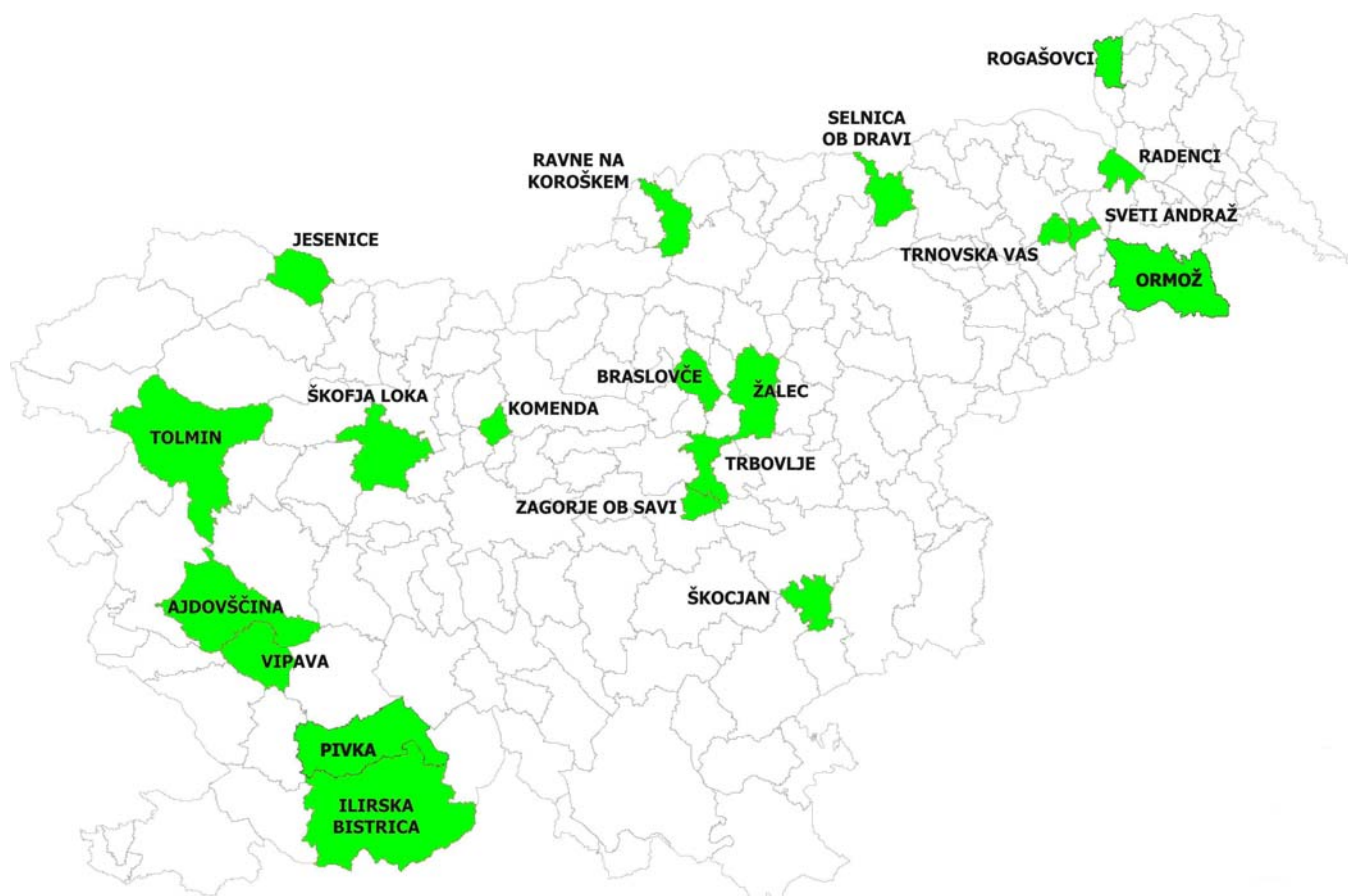 ROGAŠOVCI
SELNICA
OB DRAVI
RAVNE NA
KOROŠKEM
RADENCI
SVETI ANDRAŽ
JESENICE
TRNOVSKA VAS
ORMOŽ
BRASLOVČE
ŽALEC
ŠKOFJA LOKA
KOMENDA
TOLMIN
TRBOVLJE
ZAGORJE OB SAVI
ŠKOCJAN
AJDOVŠČINA
VIPAVA
PIVKA
ILIRSKA
BISTRICA